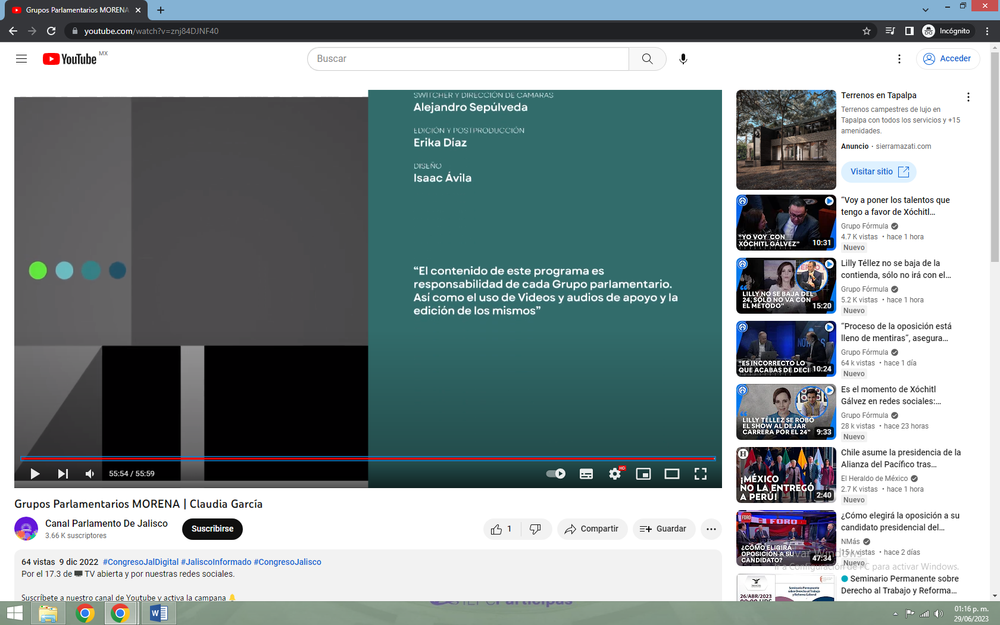 Grupos Parlamentarios MORENA
youtube.com/watch?v=znj84DJNF40
Incógnito
YouTube MX
Buscar
Acceder
SWITCHER Y DIRECCIÓN DE CÁMARAS
Alejandro Sepúlveda
EDICIÓN Y POSTPRODUCCIÓN
Erika Díaz
DISEÑO
Isaac Ávila
“El contenido de este programa es
responsabilidad de cada Grupo parlamentario.
Así como el uso de Videos y audios de apoyo y la
edición de los mismos”
55:54 / 55:59
HD
Grupos Parlamentarios MORENA | Claudia García
Canal Parlamento De Jalisco
3.66 K suscriptores
Suscribirse
1
Compartir
Guardar
64 vistas 9 dic 2022 #CongresoJalDigital #JaliscoInformado #CongresoJalisco
Por el 17.3 de TV abierta y por nuestras redes sociales.
Suscríbete a nuestro canal de Youtube y activa la campana
Terrenos en Tapalpa
Terrenos campestres de lujo en
Tapalpa con todos los servicios y +15
amenidades.
Anuncio · sierramazati.com
Visitar sitio
“YO VOY CON
XÓCHITL GÁLVEZ”
10:31
“Voy a poner los talentos que
tengo a favor de Xóchitl...
Grupo Fórmula
4.7 K vistas • hace 1 hora
Nuevo
LILLY NO SE BAJA DEL
24, SÓLO NO VA CON
EL MÉTODO”
15:20
Lilly Téllez no se baja de la
contienda, sólo no irá con el...
Grupo Fórmula
5.2 K vistas • hace 1 hora
Nuevo
“ES INCORRECTO LO
QUE ACABAS DE DECI
10:24
“Proceso de la oposición está
lleno de mentiras”, asegura...
Grupo Fórmula
64 k vistas • hace 1 día
Nuevo
LILLY TÉLLEZ SE ROBÓ
EL SHOW AL DEJAR
CARRERA POR EL 24”
9:33
Es el momento de Xóchitl
Gálvez en redes sociales:...
Grupo Fórmula
28 k vistas • hace 23 horas
Nuevo
H
¡MÉXICO
NO LA ENTREGÓ
A PERÚ!
2:40
Chile asume la presidencia de la
Alianza del Pacífico tras...
El Heraldo de México
2.7 K vistas • hace 1 hora
Nuevo
FORO
FORO
¿CÓMO ELIGIRÁ
OPOSICIÓN A SU
CANDIDATO?
47:34
¿Cómo elegirá la oposición a su
candidato presidencial del...
NMás
15 k vistas • hace 2 días
Nuevo
Windows
Ir a Configuración de PC para activar Windows.
Seminario Permanente
sobre Derecho al Trabajo
y Reforma Laboral
26/ABR/2023
Seminario Permanente sobre
Derecho al Trabajo y Reforma...
01:16 p. m.
29/06/2023